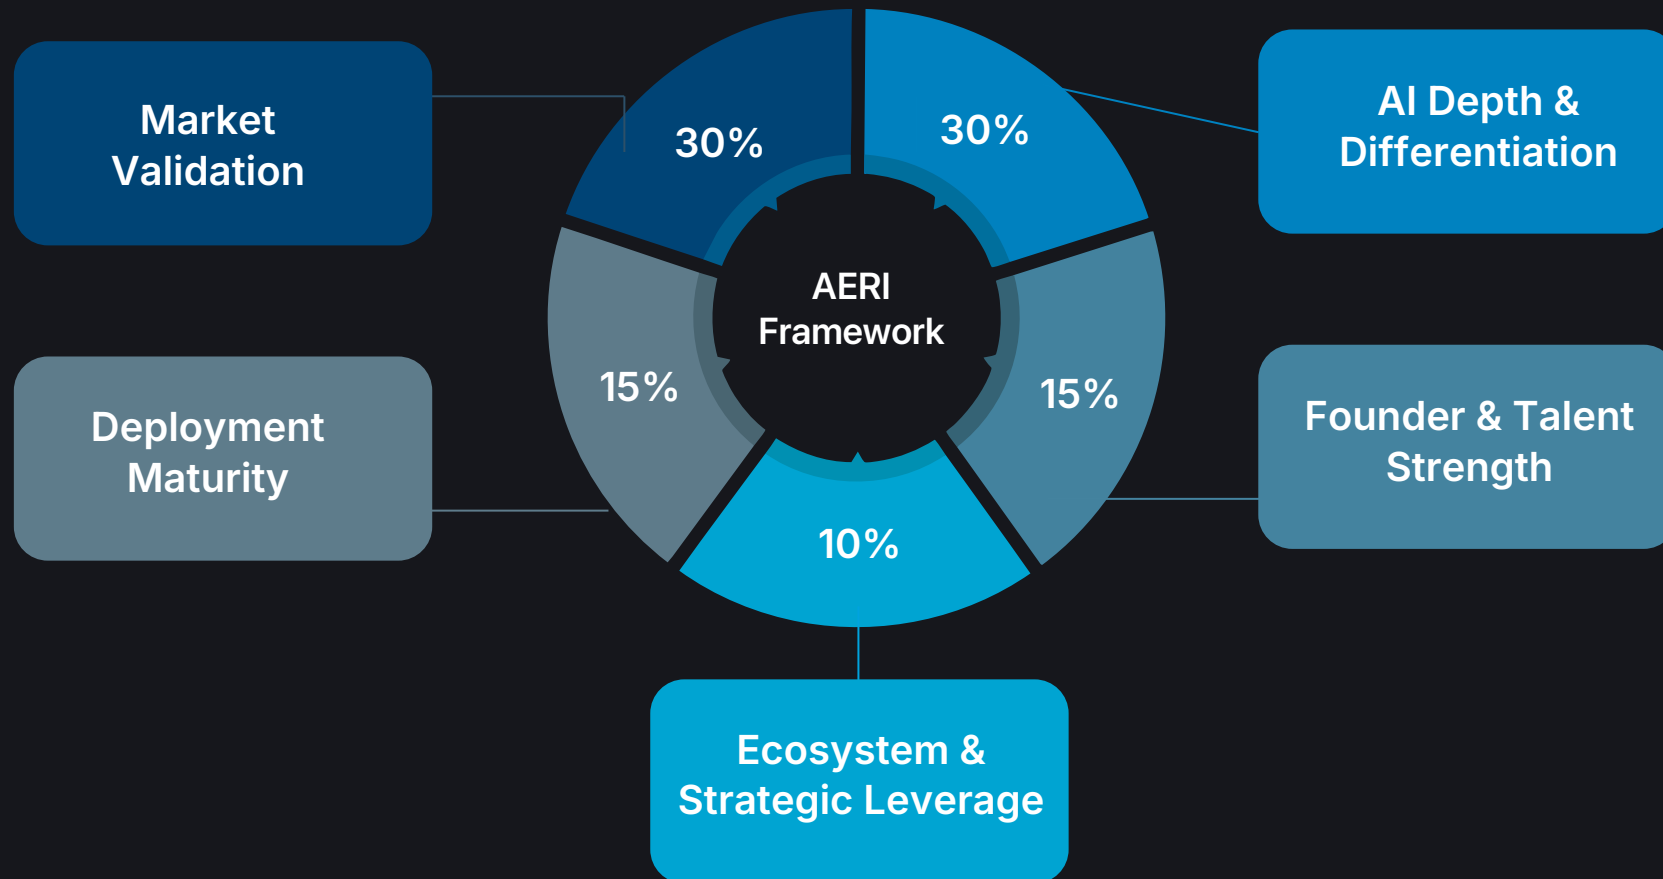 Market
Validation
30%
30%
AI Depth &
Differentiation
AERI
Framework
Deployment
Maturity
15%
15%
Founder & Talent
Strength
10%
Ecosystem &
Strategic Leverage